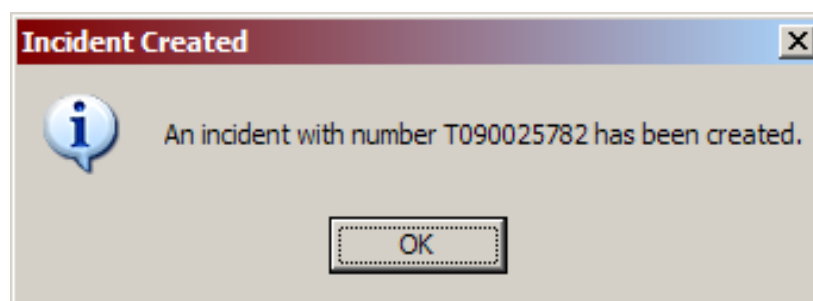 Incident Created
An incident with number T090025782 has been created.
OK